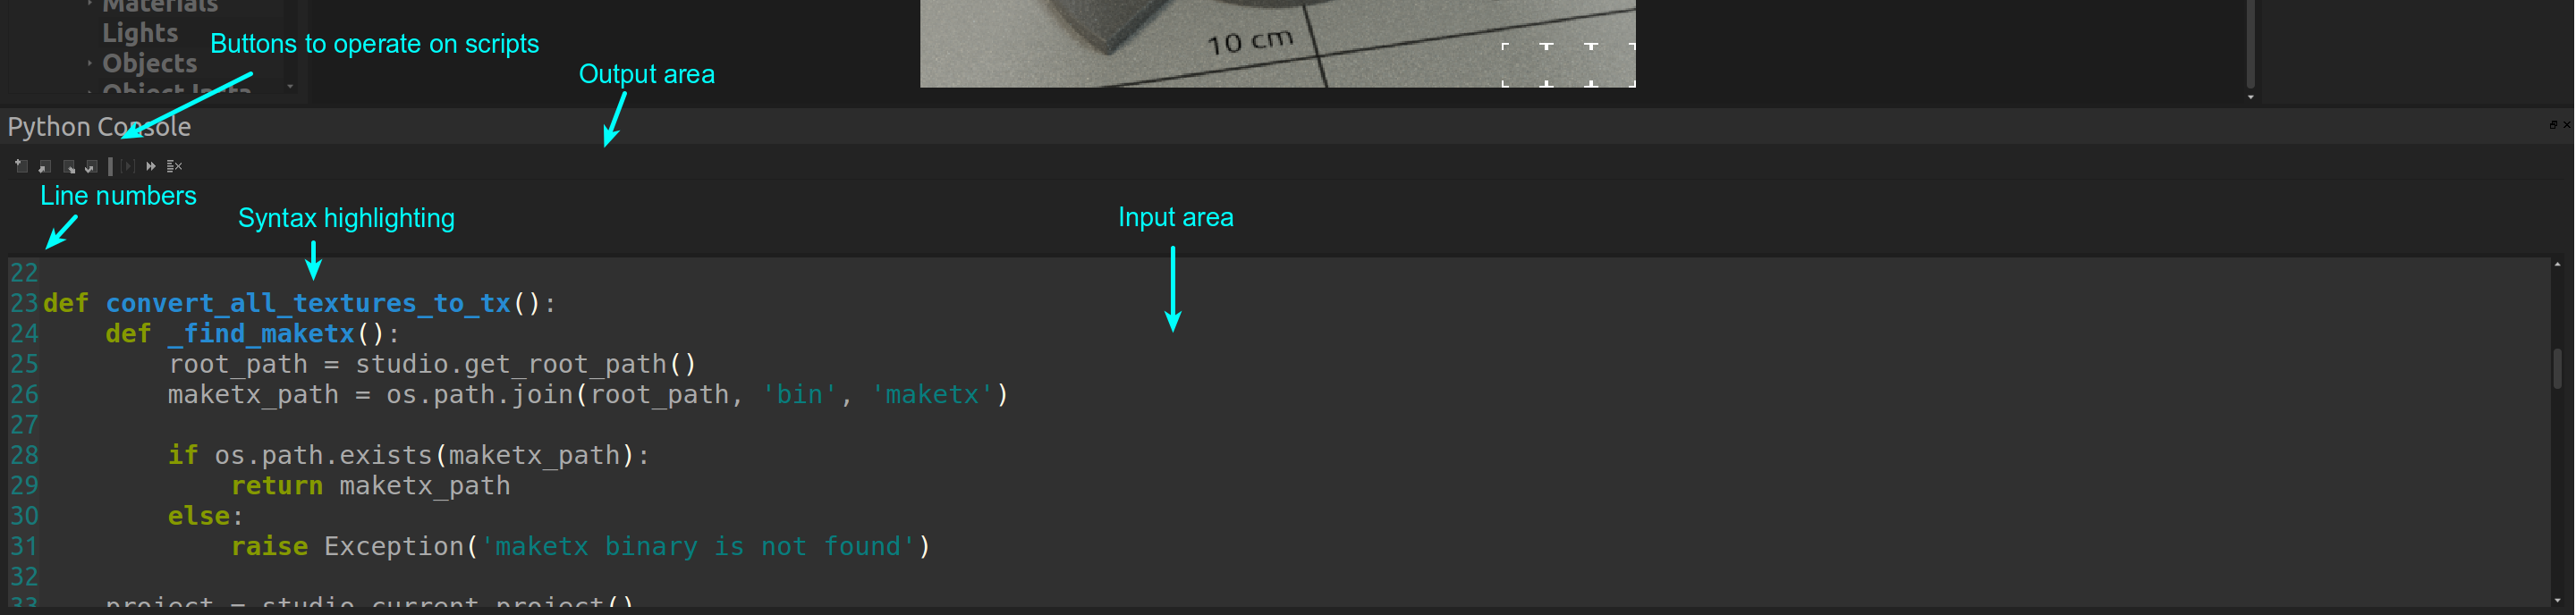 Materials
Lights
Buttons to operate on scripts
Objects
10 cm
Output area
Python Console
Line numbers
Syntax highlighting
Input area
22
23 def convert_all_textures_to_tx():
24     def _find_maketx():
25         root_path = studio.get_root_path()
26         maketx_path = os.path.join(root_path, 'bin', 'maketx')
27
28         if os.path.exists(maketx_path):
29             return maketx_path
30         else:
31             raise Exception('maketx binary is not found')
32
33     project = studio.current_project()